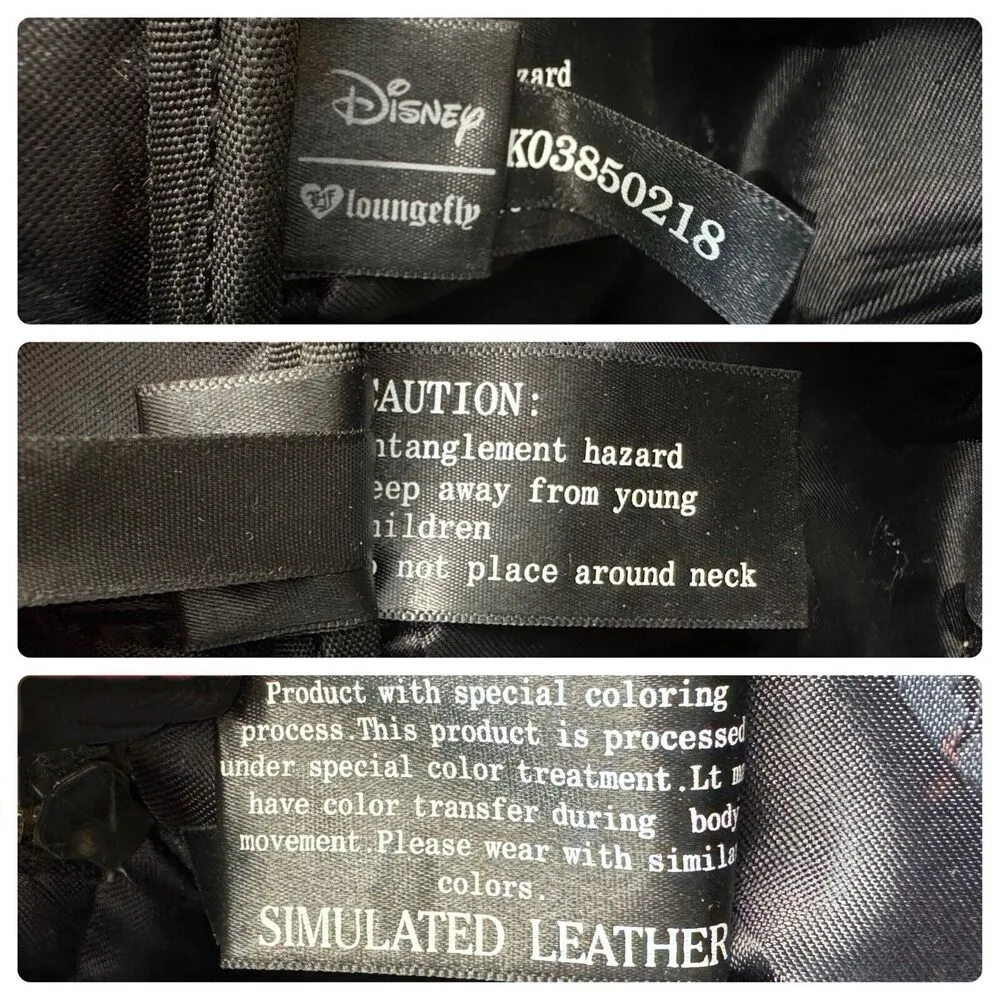 Disney
loungefly
zard
K03850218
CAUTION:
ntanglement hazard
eep away from young
hildren
not place around neck
Product with special coloring
process.This product is processed
under special color treatment.Lt m
have color transfer during body
movement.Please wear with simila
colors.
SIMULATED LEATHER